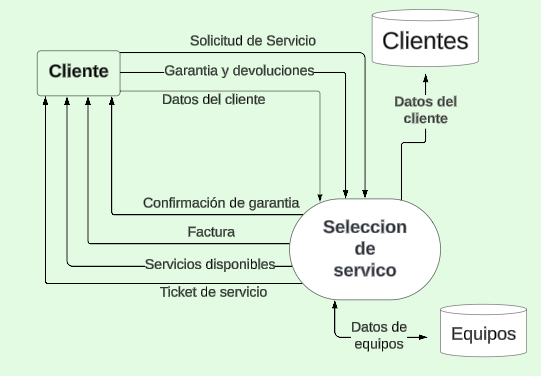 Solicitud de Servicio
Clientes
Cliente
Garantia y devoluciones
Datos del cliente
Datos del
cliente
Confirmación de garantia
Seleccion
de
servico
Factura
Servicios disponibles
Ticket de servicio
Datos de
equipos
Equipos